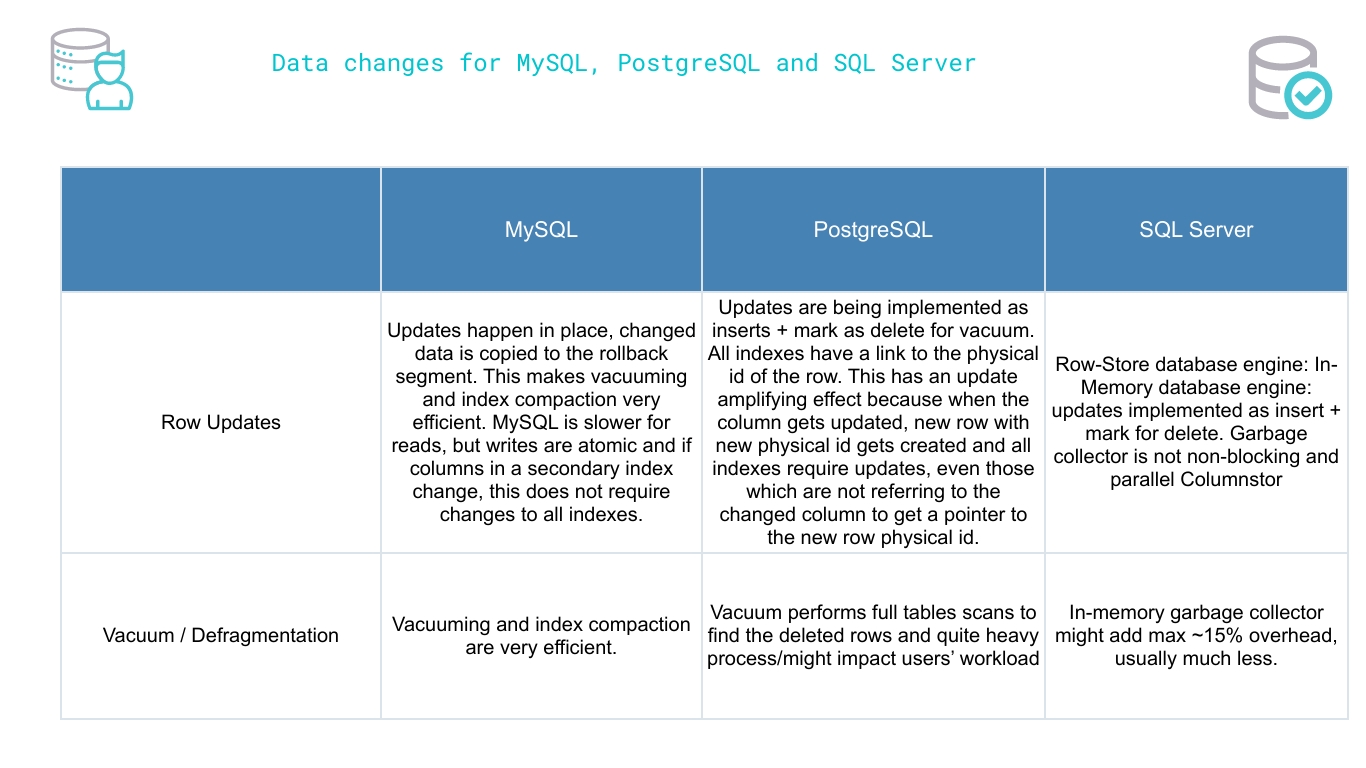 Data changes for MySQL, PostgreSQL and SQL Server
MySQL
PostgreSQL
SQL Server
Row Updates
Updates happen in place, changed
data is copied to the rollback
segment. This makes vacuuming
and index compaction very
efficient. MySQL is slower for
reads, but writes are atomic and if
columns in a secondary index
change, this does not require
changes to all indexes.
Updates are being implemented as
inserts + mark as delete for vacuum.
All indexes have a link to the physical
id of the row. This has an update
amplifying effect because when the
column gets updated, new row with
new physical id gets created and all
indexes require updates, even those
which are not referring to the
changed column to get a pointer to
the new row physical id.
Row-Store database engine: In-
Memory database engine:
updates implemented as insert +
mark for delete. Garbage
collector is not non-blocking and
parallel Columnstor
Vacuum / Defragmentation
Vacuuming and index compaction
are very efficient.
Vacuum performs full tables scans to
find the deleted rows and quite heavy
process/might impact users’ workload
In-memory garbage collector
might add max ~15% overhead,
usually much less.